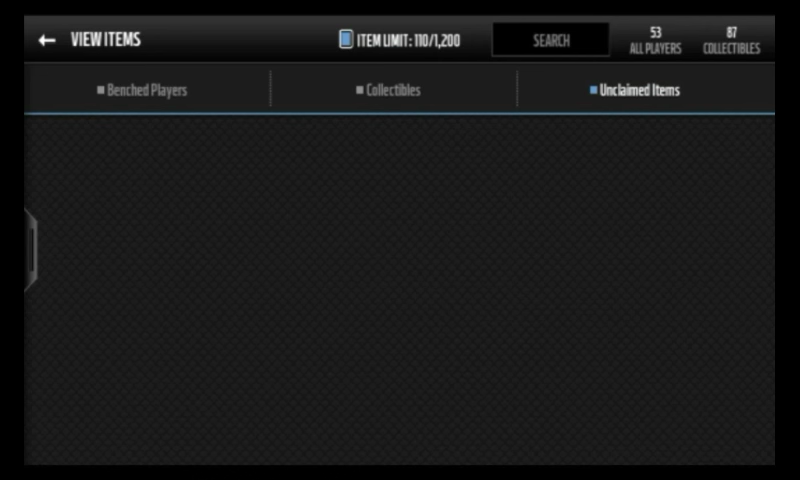 VIEW ITEMS
ITEM LIMIT: 110/1,200
SEARCH
53
ALL PLAYERS
87
COLLECTIBLES
Benched Players
Collectibles
Unclaimed Items